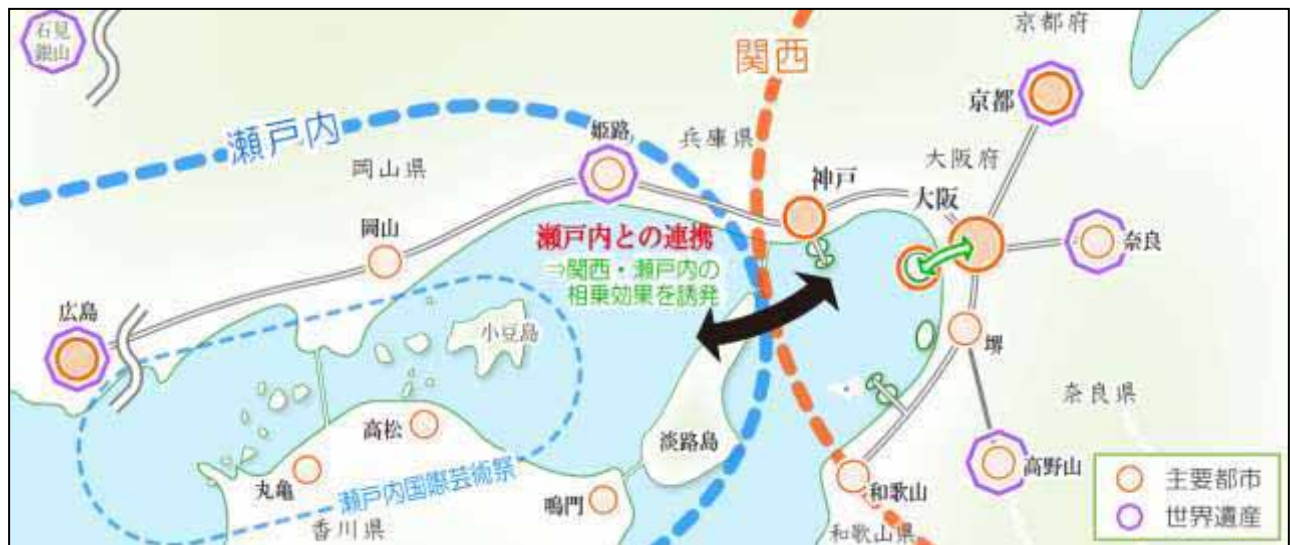 石見
銀山
瀬戸内
関西
京都府
京都
兵庫県
姫路
岡山県
大阪府
神戸
大阪
岡山
瀬戸内との連携
⇒関西・瀬戸内の
相乗効果を誘発
奈良
広島
小豆島
堺
奈良県
高松
淡路島
丸亀
瀬戸内国際芸術祭
鳴門
和歌山
高野山
香川県
和歌山県
主要都市
世界遺産